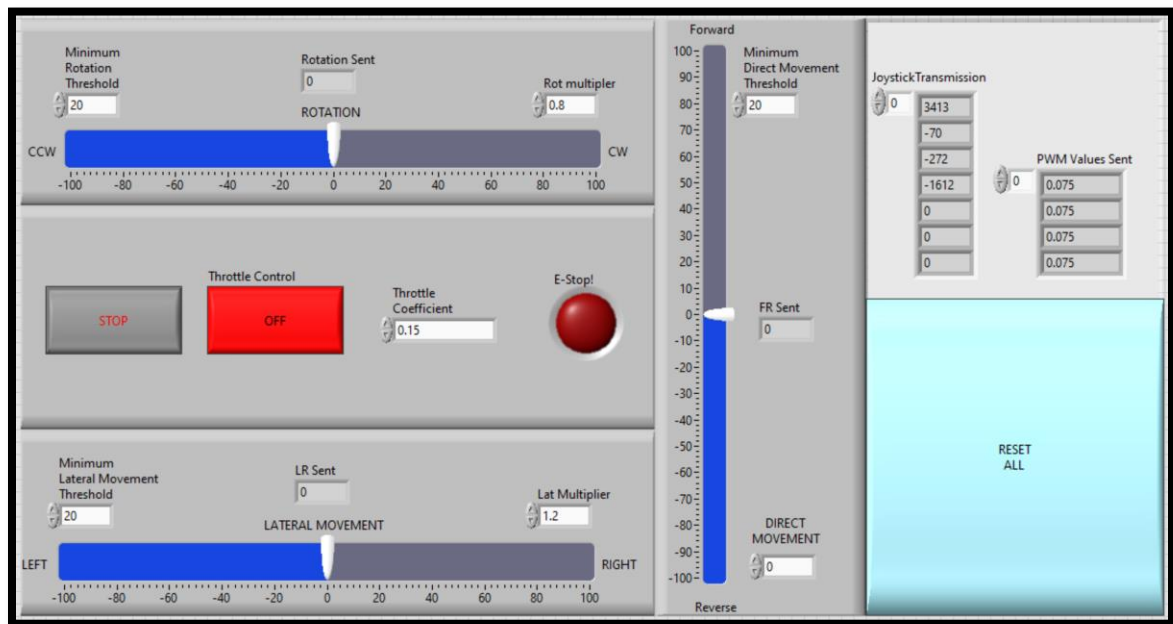 Minimum
Rotation
Threshold
20
Rotation Sent
0
ROTATION
Rot multipler
0.8
CCW
CW
-100 -80 -60 -40 -20 0 20 40 60 80 100
STOP
Throttle Control
OFF
Throttle
Coefficient
0.15
E-Stop!
Minimum
Lateral Movement
Threshold
20
LR Sent
0
LATERAL MOVEMENT
Lat Multiplier
1.2
LEFT
RIGHT
-100 -80 -60 -40 -20 0 20 40 60 80 100
Forward
100
90
80
70
60
50
40
30
20
10
0
-10
-20
-30
-40
-50
-60
-70
-80
-90
-100
Reverse
Minimum
Direct Movement
Threshold
20
FR Sent
0
DIRECT
MOVEMENT
0
JoystickTransmission
0
3413
-70
-272
-1612
0
0
0
PWM Values Sent
0
0.075
0.075
0.075
0.075
RESET
ALL